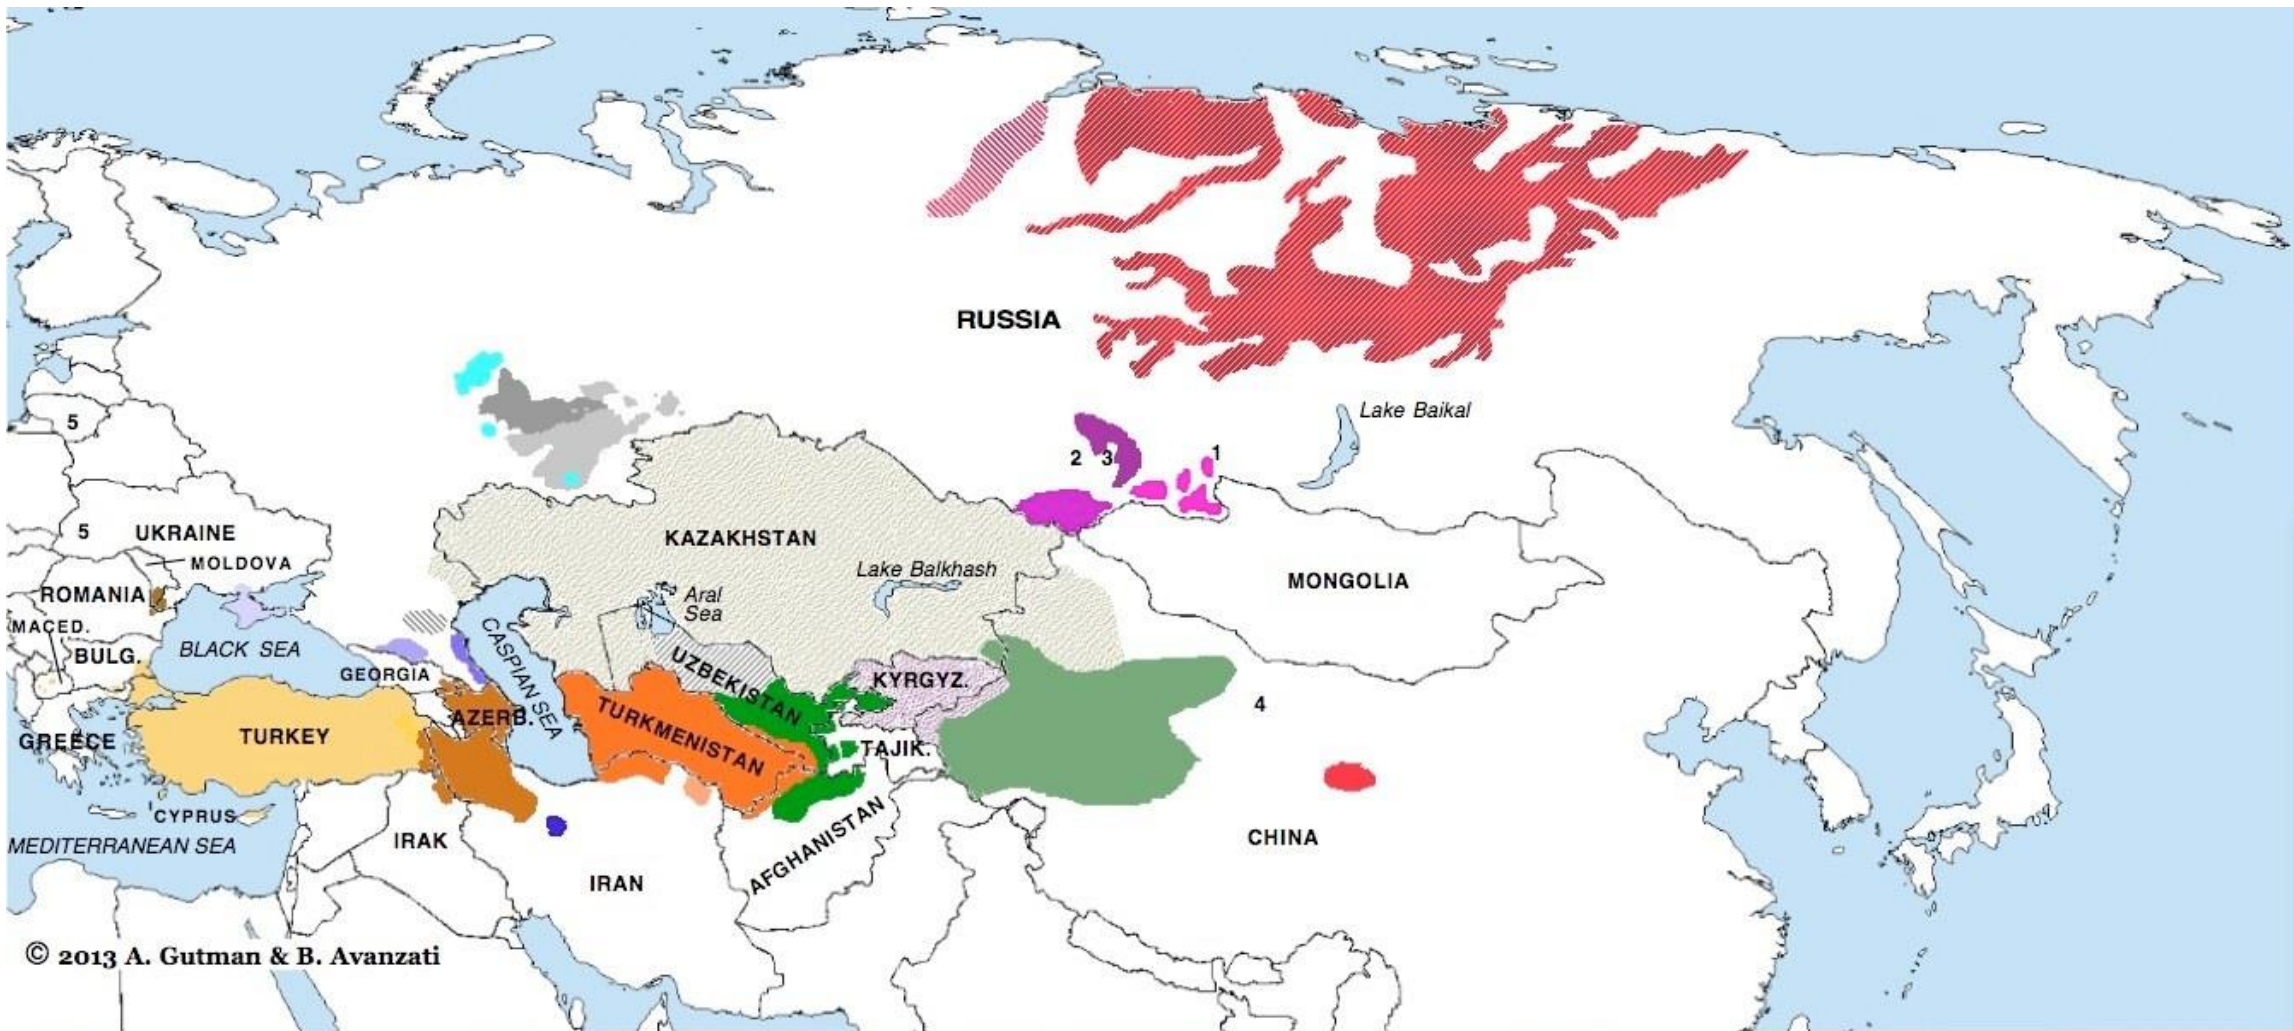 RUSSIA
Lake Baikal
5
2
3
1
KAZAKHSTAN
5
UKRAINE
MOLDOVA
Lake Balkhash
MONGOLIA
ROMANIA
Aral
Sea
MACED.
BLACK SEA
CASPIAN SEA
BULG.
UZBEKISTAN
GEORGIA
KYRGYZ.
4
AZERB.
TURKMENISTAN
GREECE
TURKEY
TAJIK.
CYPRUS
IRAK
AFGHANISTAN
CHINA
MEDITERRANEAN SEA
IRAN
© 2013 A. Gutman & B. Avanzati